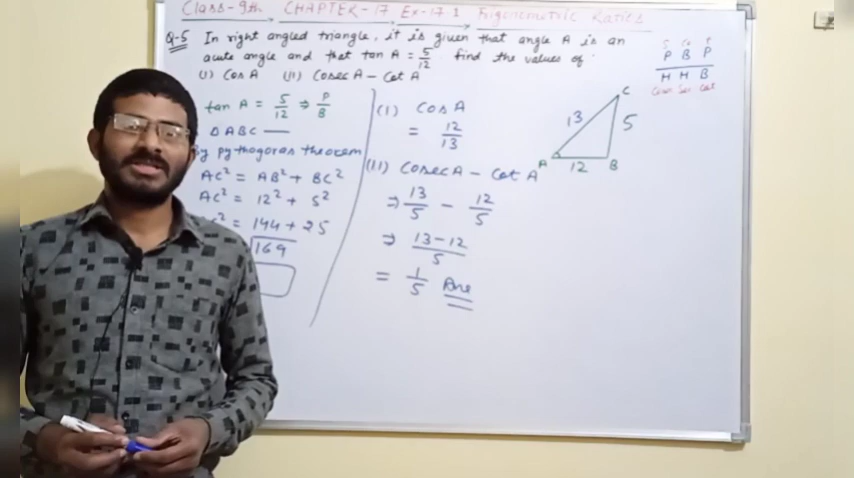 Class-9th CHAPTER-17 Ex-17.1 Trigonometric Ratios
Q-5 In right angled triangle, it is given that angle A is an
acute angle and that tan A = 5/12 find the values of
(i) Cos A (ii) Cosec A - Cot A
tan A = 5/12 ⇒ P/B
Δ ABC —
By pythagoras theorem
AC² = AB² + BC²
AC² = 12² + 5²
= 144 + 25
169
(i) Cos A
= 12/13
(ii) Cosec A - Cot A
⇒ 13/5 - 12/5
⇒ 13-12/5
= 1/5 Ans
C
13 5
A 12 B
P B P
H H B
Cosec Sec Cot